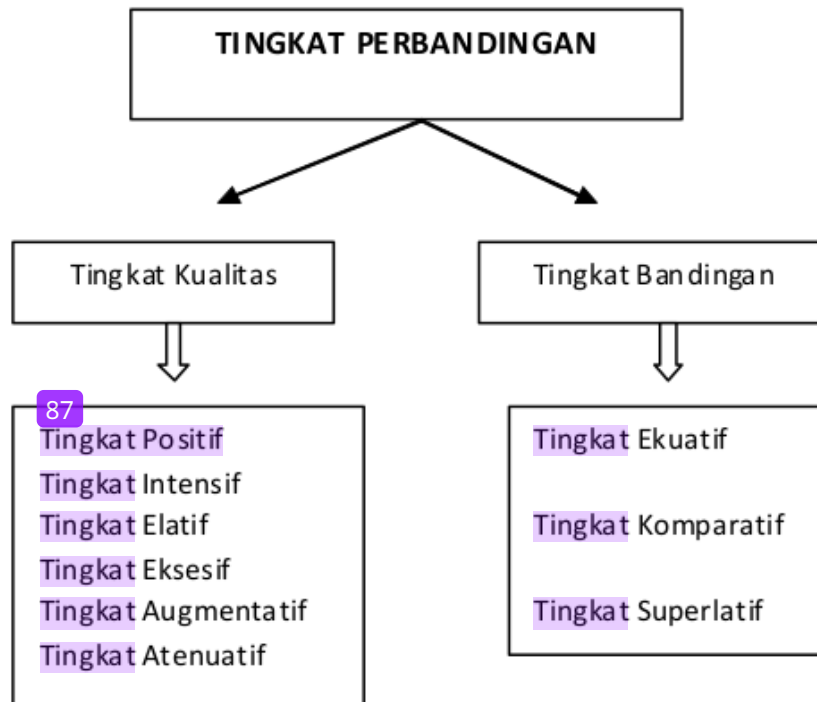 TINGKAT PERBANDINGAN
Tingkat Kualitas
Tingkat Bandingan
87
Tingkat Positif
Tingkat Intensif
Tingkat Elatif
Tingkat Eksesif
Tingkat Augmentatif
Tingkat Atenuatif
Tingkat Ekuatif
Tingkat Komparatif
Tingkat Superlatif